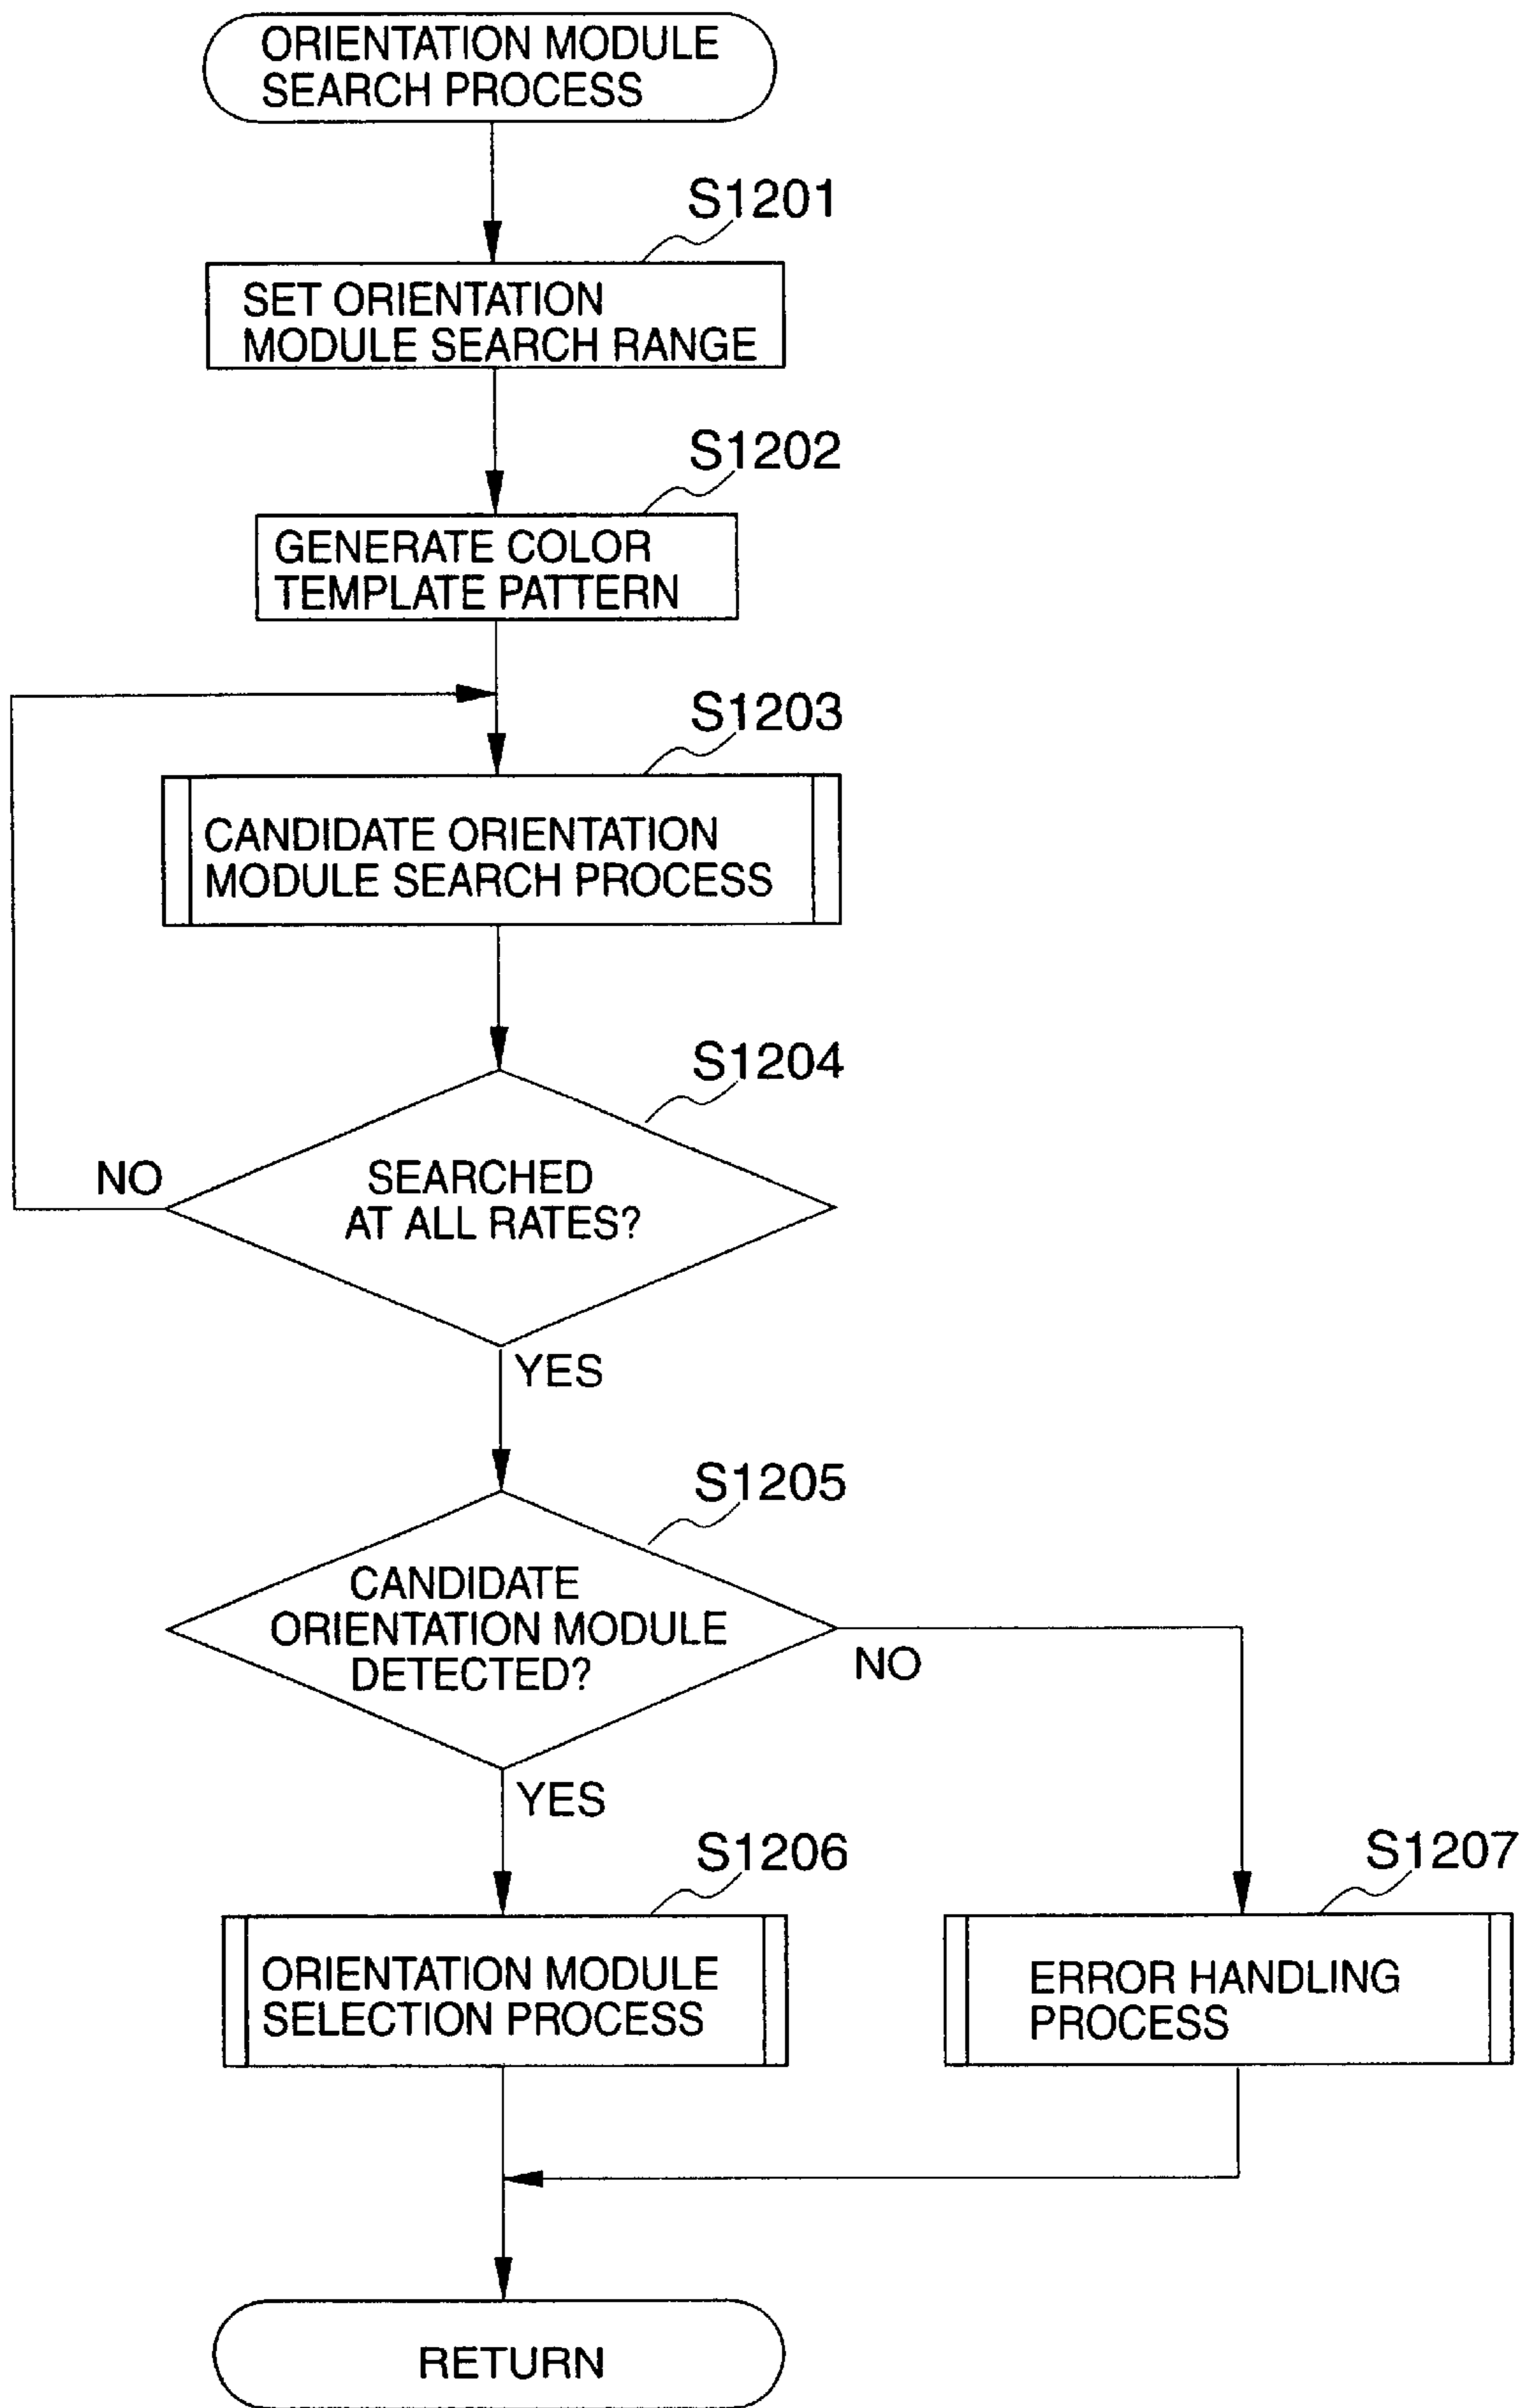 ORIENTATION MODULE
SEARCH PROCESS
S1201
SET ORIENTATION
MODULE SEARCH RANGE
S1202
GENERATE COLOR
TEMPLATE PATTERN
S1203
CANDIDATE ORIENTATION
MODULE SEARCH PROCESS
S1204
NO
SEARCHED
AT ALL RATES?
YES
S1205
CANDIDATE
ORIENTATION MODULE
DETECTED?
NO
YES
S1206
ORIENTATION MODULE
SELECTION PROCESS
S1207
ERROR HANDLING
PROCESS
RETURN